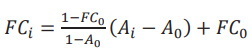 FC_i = \frac{1-FC_0}{1-A_0}(A_i − A_0) + FC_0